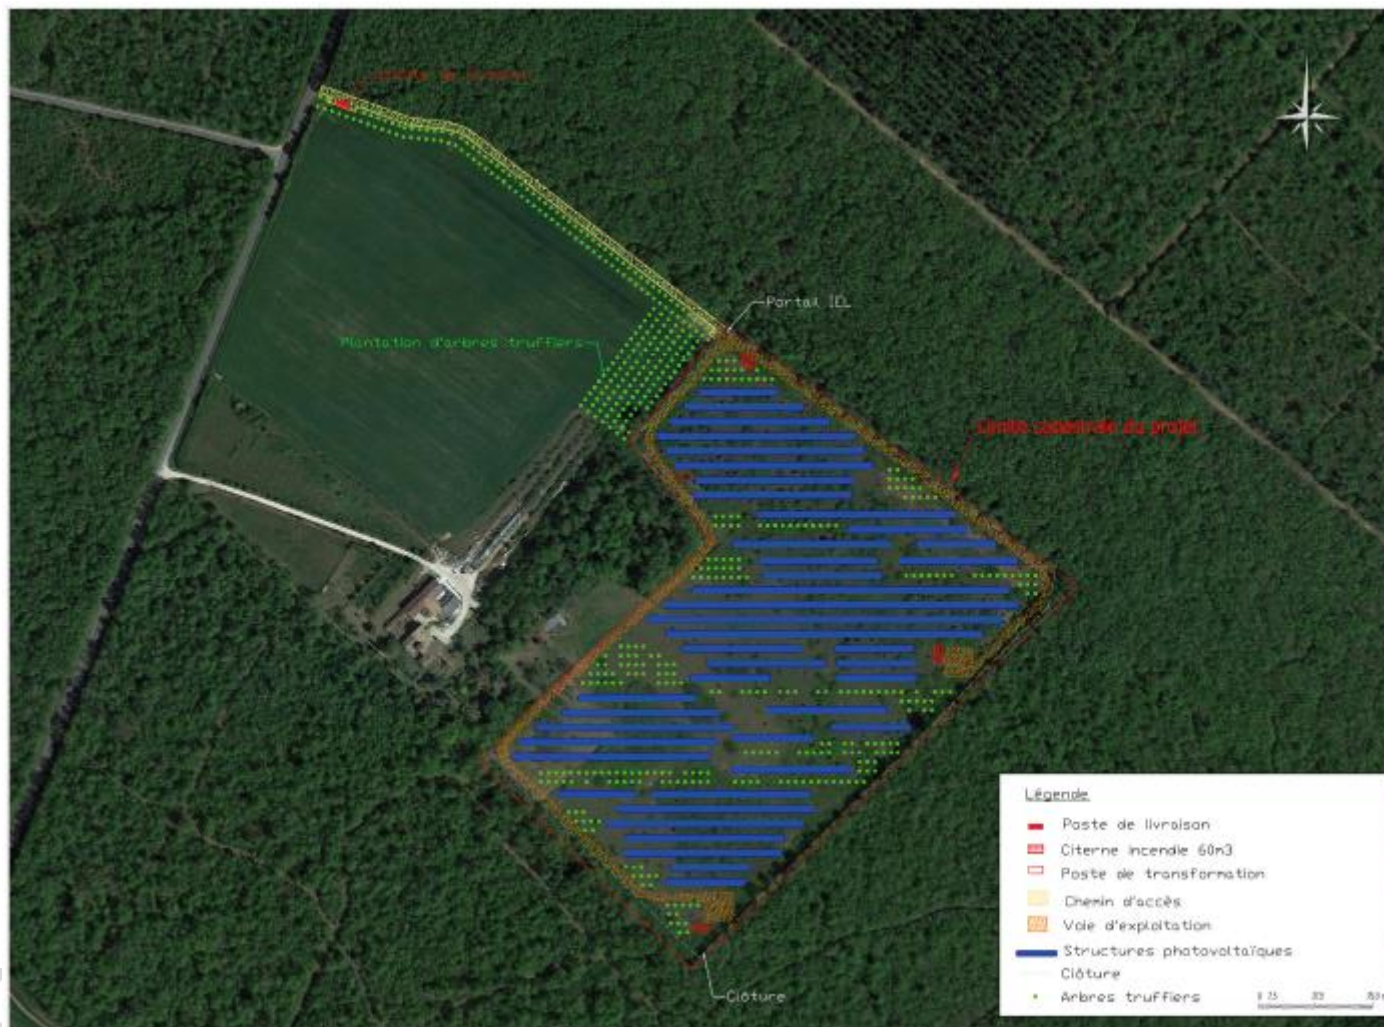 Portail IEL
Plantation d'arbres truffiers
Limite cadastrale du projet
Clôture
Légende
Poste de livraison
Citerne incendie 60m3
Poste de transformation
Chemin d'accès
Voie d'exploitation
Structures photovoltaïques
Clôture
Arbres truffiers